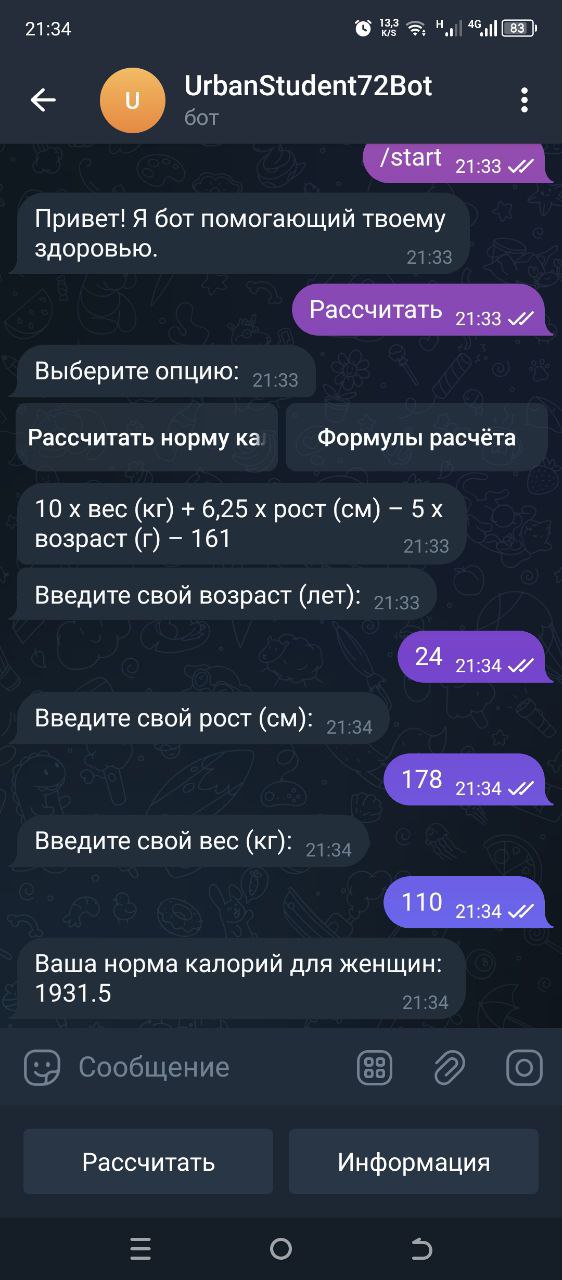 21:34
13,3
K/S
H
4G
83
U
UrbanStudent72Bot
бот
/start 21:33
Привет! Я бот помогающий твоему
здоровью. 21:33
Рассчитать 21:33
Выберите опцию: 21:33
Рассчитать норму ка
Формулы расчёта
10 x вес (кг) + 6,25 x рост (см) – 5 x
возраст (г) – 161 21:33
Введите свой возраст (лет): 21:33
24 21:34
Введите свой рост (см): 21:34
178 21:34
Введите свой вес (кг): 21:34
110 21:34
Ваша норма калорий для женщин:
1931.5 21:34
Сообщение
Рассчитать
Информация